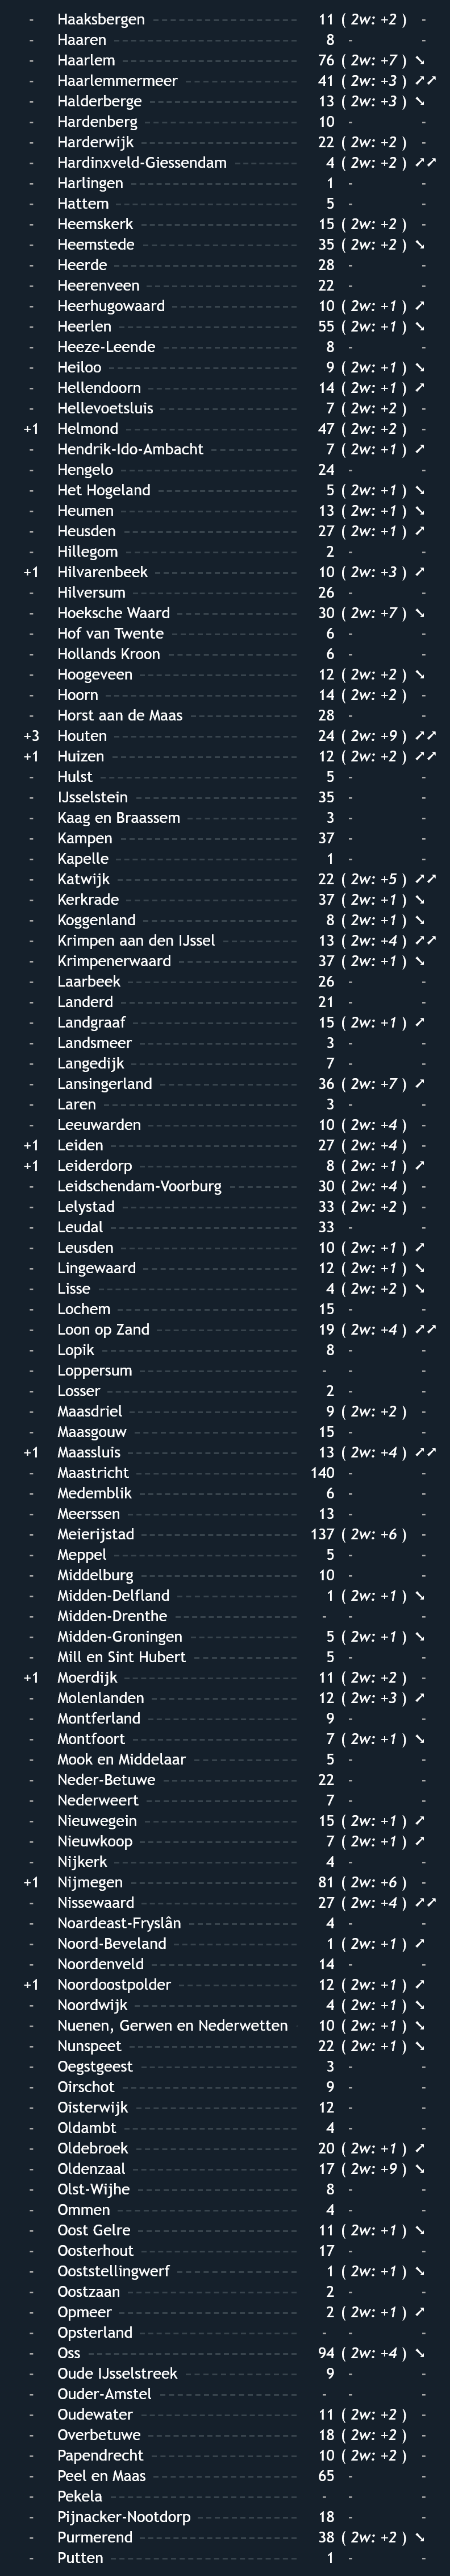 - Haaksbergen 11 ( 2w: +2 ) -
- Haaren 8 - -
- Haarlem 76 ( 2w: +7 ) ➘
- Haarlemmermeer 41 ( 2w: +3 ) ➚➚
- Halderberge 13 ( 2w: +3 ) ➘
- Hardenberg 10 - -
- Harderwijk 22 ( 2w: +2 ) -
- Hardinxveld-Giessendam 4 ( 2w: +2 ) ➚➚
- Harlingen 1 - -
- Hattem 5 - -
- Heemskerk 15 ( 2w: +2 ) -
- Heemstede 35 ( 2w: +2 ) ➘
- Heerde 28 - -
- Heerenveen 22 - -
- Heerhugowaard 10 ( 2w: +1 ) ➚
- Heerlen 55 ( 2w: +1 ) ➘
- Heeze-Leende 8 - -
- Heiloo 9 ( 2w: +1 ) ➘
- Hellendoorn 14 ( 2w: +1 ) ➚
- Hellevoetsluis 7 ( 2w: +2 ) -
+1 Helmond 47 ( 2w: +2 ) -
- Hendrik-Ido-Ambacht 7 ( 2w: +1 ) ➚
- Hengelo 24 - -
- Het Hogeland 5 ( 2w: +1 ) ➘
- Heumen 13 ( 2w: +1 ) ➘
- Heusden 27 ( 2w: +1 ) ➚
- Hillegom 2 - -
+1 Hilvarenbeek 10 ( 2w: +3 ) ➚
- Hilversum 26 - -
- Hoeksche Waard 30 ( 2w: +7 ) ➘
- Hof van Twente 6 - -
- Hollands Kroon 6 - -
- Hoogeveen 12 ( 2w: +2 ) ➘
- Hoorn 14 ( 2w: +2 ) -
- Horst aan de Maas 28 - -
+3 Houten 24 ( 2w: +9 ) ➚➚
+1 Huizen 12 ( 2w: +2 ) ➚➚
- Hulst 5 - -
- IJsselstein 35 - -
- Kaag en Braassem 3 - -
- Kampen 37 - -
- Kapelle 1 - -
- Katwijk 22 ( 2w: +5 ) ➚➚
- Kerkrade 37 ( 2w: +1 ) ➘
- Koggenland 8 ( 2w: +1 ) ➘
- Krimpen aan den IJssel 13 ( 2w: +4 ) ➚➚
- Krimpenerwaard 37 ( 2w: +1 ) ➘
- Laarbeek 26 - -
- Landerd 21 - -
- Landgraaf 15 ( 2w: +1 ) ➚
- Landsmeer 3 - -
- Langedijk 7 - -
- Lansingerland 36 ( 2w: +7 ) ➚
- Laren 3 - -
- Leeuwarden 10 ( 2w: +4 ) -
+1 Leiden 27 ( 2w: +4 ) -
+1 Leiderdorp 8 ( 2w: +1 ) ➚
- Leidschendam-Voorburg 30 ( 2w: +4 ) -
- Lelystad 33 ( 2w: +2 ) -
- Leudal 33 - -
- Leusden 10 ( 2w: +1 ) ➚
- Lingewaard 12 ( 2w: +1 ) ➘
- Lisse 4 ( 2w: +2 ) ➘
- Lochem 15 - -
- Loon op Zand 19 ( 2w: +4 ) ➚➚
- Lopik 8 - -
- Loppersum - - -
- Losser 2 - -
- Maasdriel 9 ( 2w: +2 ) -
- Maasgouw 15 - -
+1 Maassluis 13 ( 2w: +4 ) ➚➚
- Maastricht 140 - -
- Medemblik 6 - -
- Meerssen 13 - -
- Meierijstad 137 ( 2w: +6 ) -
- Meppel 5 - -
- Middelburg 10 - -
- Midden-Delfland 1 ( 2w: +1 ) ➘
- Midden-Drenthe - - -
- Midden-Groningen 5 ( 2w: +1 ) ➘
- Mill en Sint Hubert 5 - -
+1 Moerdijk 11 ( 2w: +2 ) -
- Molenlanden 12 ( 2w: +3 ) ➚
- Montferland 9 - -
- Montfoort 7 ( 2w: +1 ) ➘
- Mook en Middelaar 5 - -
- Neder-Betuwe 22 - -
- Nederweert 7 - -
- Nieuwegein 15 ( 2w: +1 ) ➚
- Nieuwkoop 7 ( 2w: +1 ) ➚
- Nijkerk 4 - -
+1 Nijmegen 81 ( 2w: +6 ) -
- Nissewaard 27 ( 2w: +4 ) ➚➚
- Noardeast-Fryslân 4 - -
- Noord-Beveland 1 ( 2w: +1 ) ➚
- Noordenveld 14 - -
+1 Noordoostpolder 12 ( 2w: +1 ) ➚
- Noordwijk 4 ( 2w: +1 ) ➘
- Nuenen, Gerwen en Nederwetten 10 ( 2w: +1 ) ➘
- Nunspeet 22 ( 2w: +1 ) ➘
- Oegstgeest 3 - -
- Oirschot 9 - -
- Oisterwijk 12 - -
- Oldambt 4 - -
- Oldebroek 20 ( 2w: +1 ) ➚
- Oldenzaal 17 ( 2w: +9 ) ➘
- Olst-Wijhe 8 - -
- Ommen 4 - -
- Oost Gelre 11 ( 2w: +1 ) ➘
- Oosterhout 17 - -
- Ooststellingwerf 1 ( 2w: +1 ) ➘
- Oostzaan 2 - -
- Opmeer 2 ( 2w: +1 ) ➚
- Opsterland - - -
- Oss 94 ( 2w: +4 ) ➘
- Oude IJsselstreek 9 - -
- Ouder-Amstel - - -
- Oudewater 11 ( 2w: +2 ) -
- Overbetuwe 18 ( 2w: +2 ) -
- Papendrecht 10 ( 2w: +2 ) -
- Peel en Maas 65 - -
- Pekela - - -
- Pijnacker-Nootdorp 18 - -
- Purmerend 38 ( 2w: +2 ) ➘
- Putten 1 - -